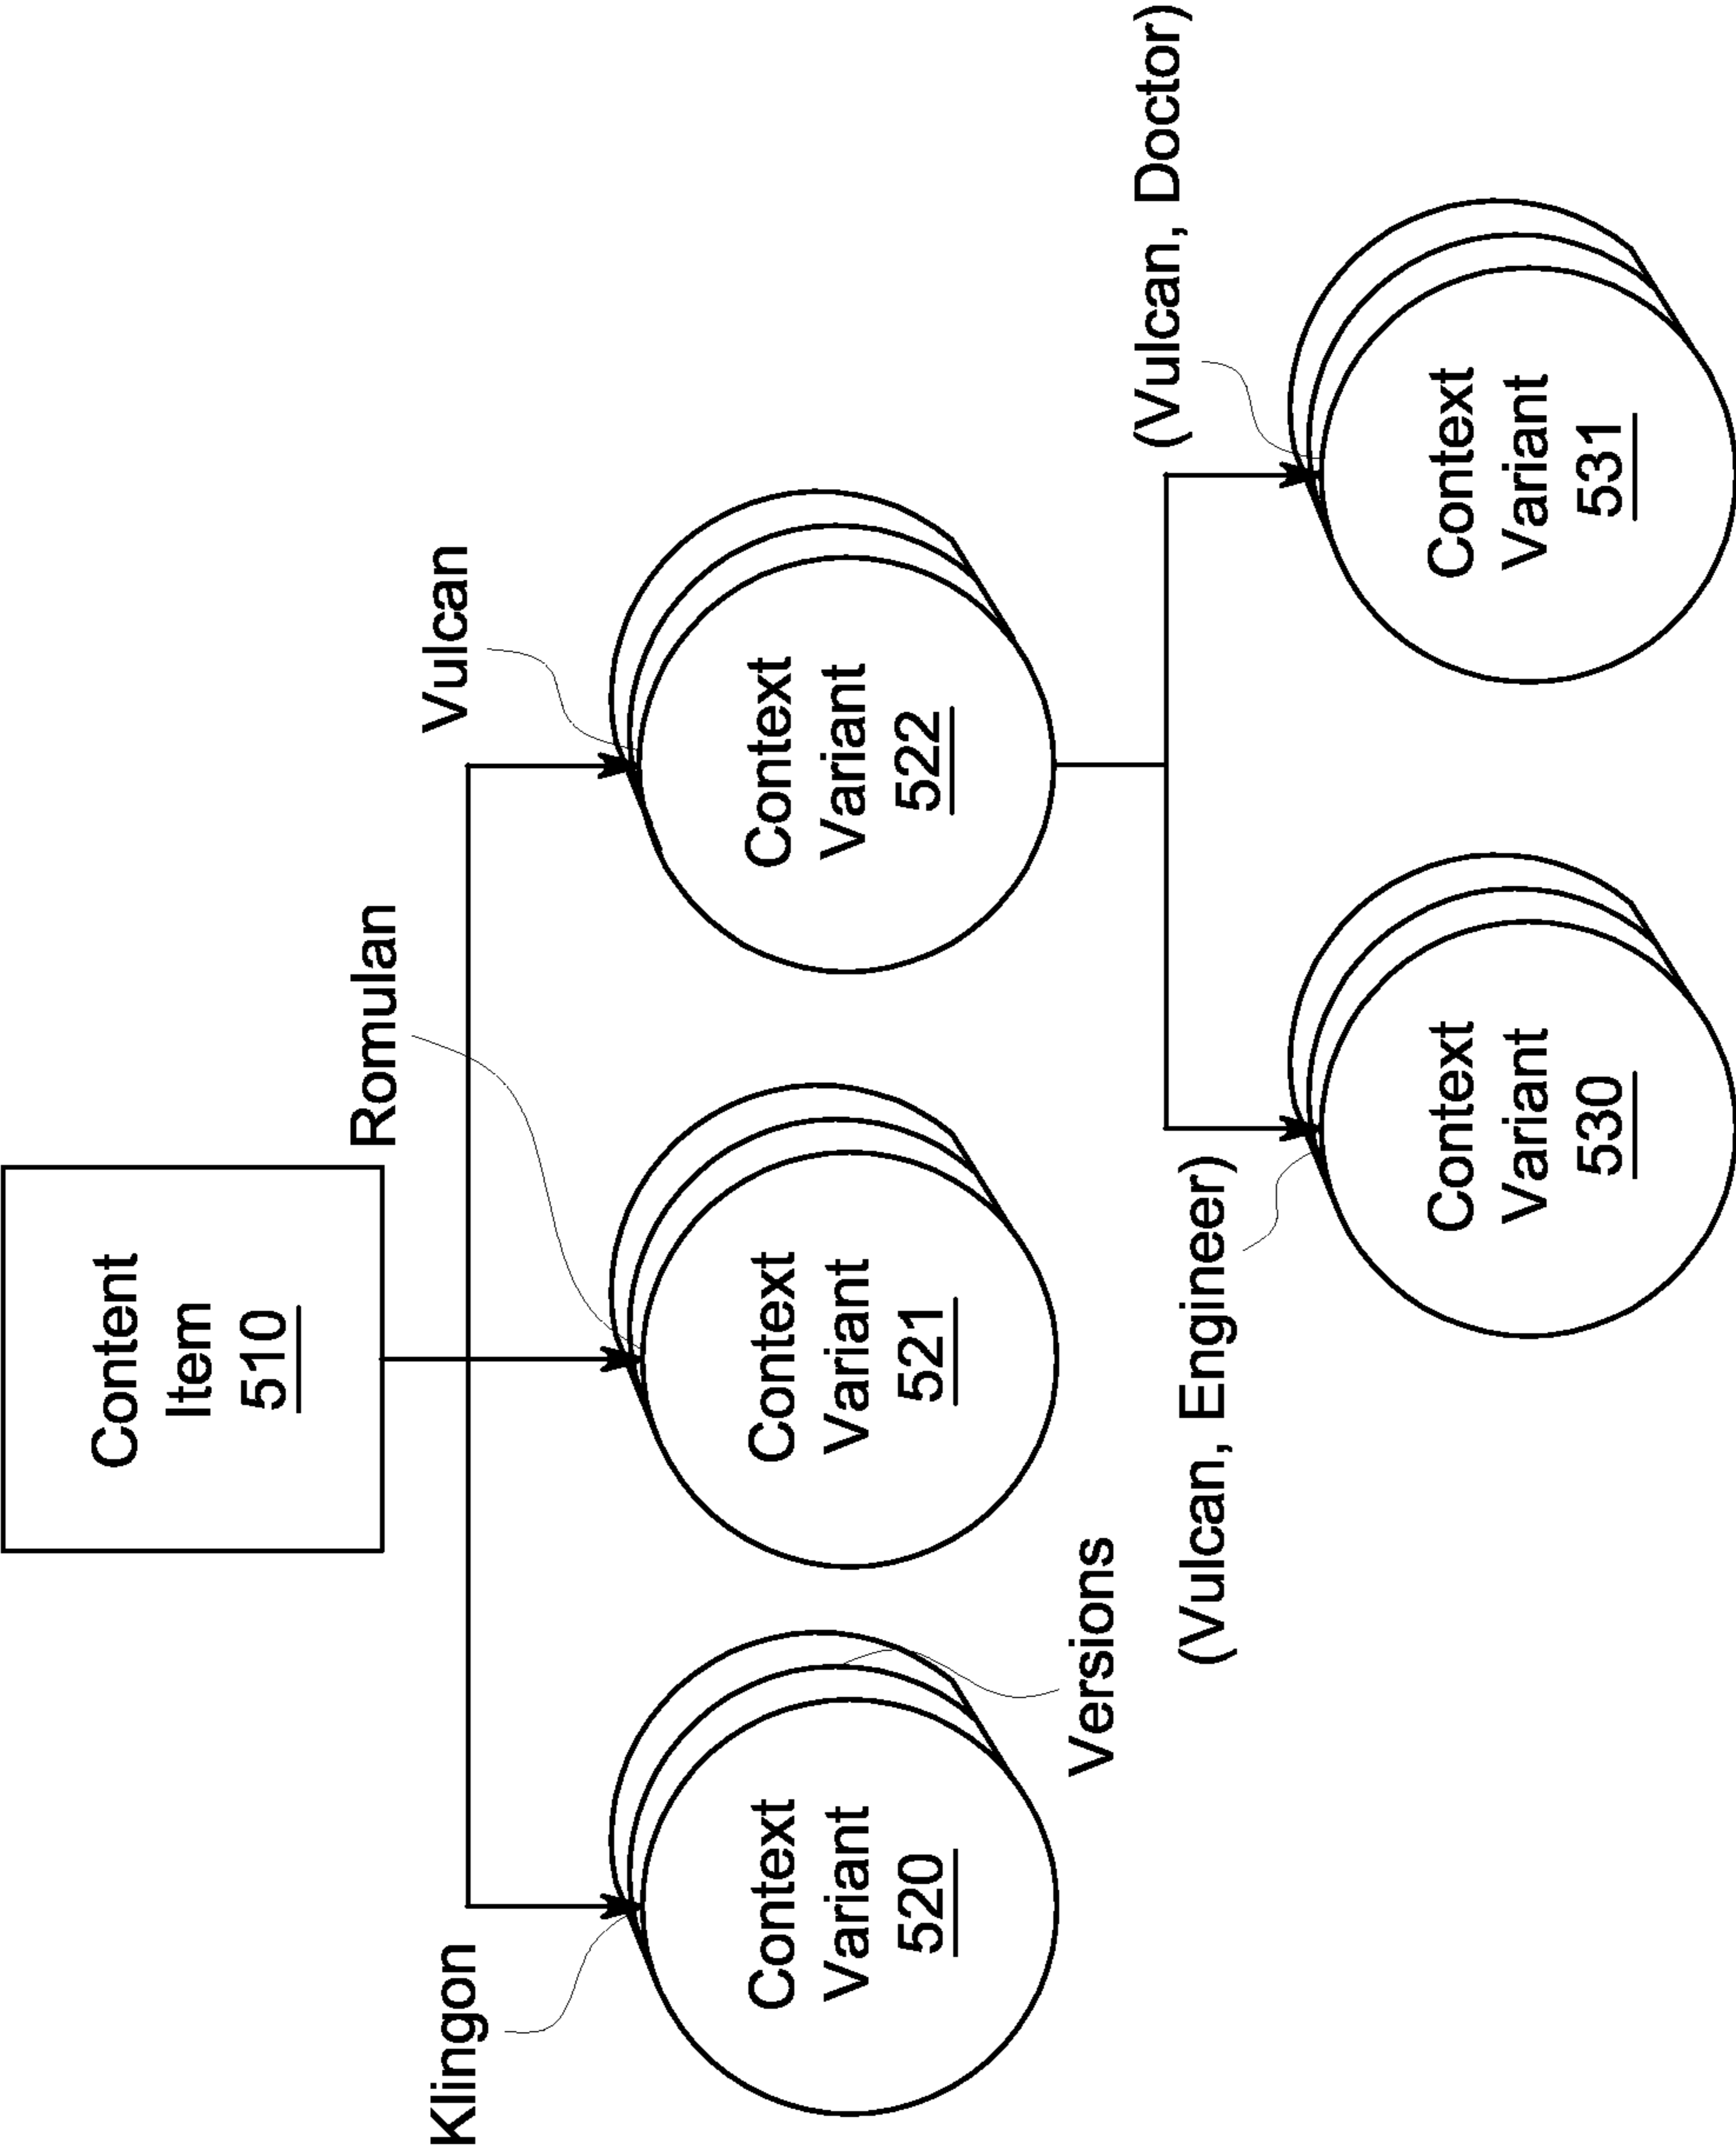 Content
Item
510
Romulan
Klingon
Vulcan
Context
Variant
520
Context
Variant
521
Context
Variant
522
Versions
(Vulcan, Engineer)
(Vulcan, Doctor)
Context
Variant
530
Context
Variant
531